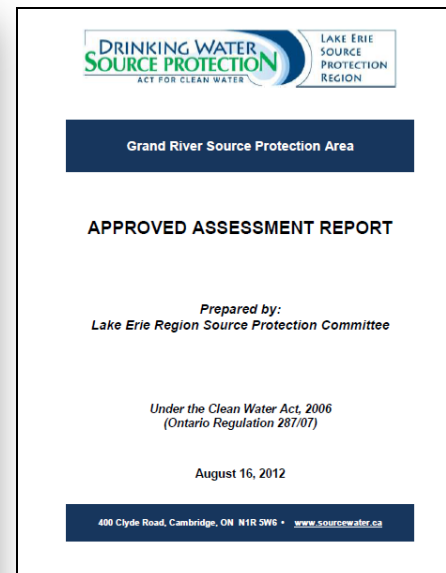 DRINKING WATER
SOURCE PROTECTION
ACT FOR CLEAN WATER
LAKE ERIE
SOURCE
PROTECTION
REGION
Grand River Source Protection Area
APPROVED ASSESSMENT REPORT
Prepared by:
Lake Erie Region Source Protection Committee
Under the Clean Water Act, 2006
(Ontario Regulation 287/07)
August 16, 2012
400 Clyde Road, Cambridge, ON N1R 5W6 • www.sourcewater.ca